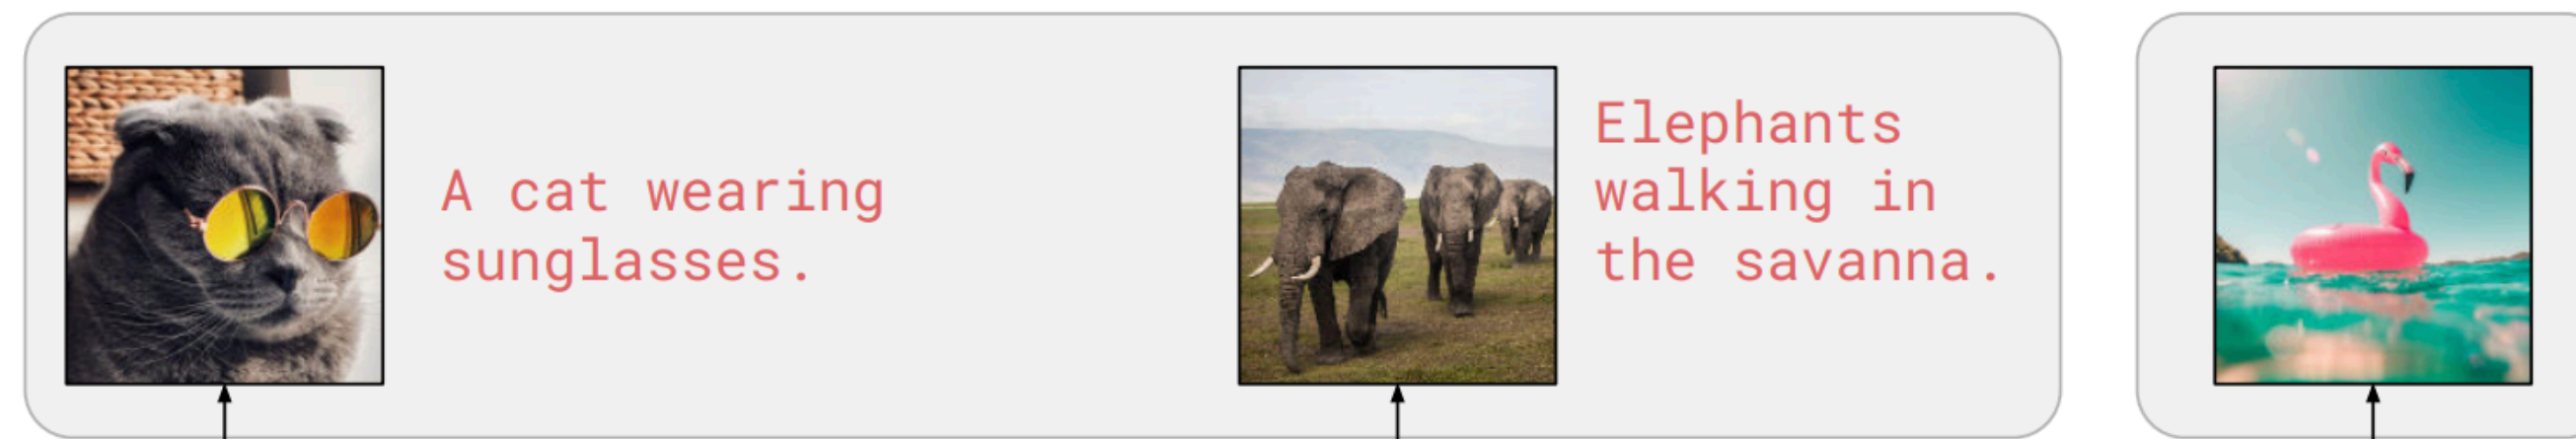 A cat wearing
sunglasses.
Elephants
walking in
the savanna.